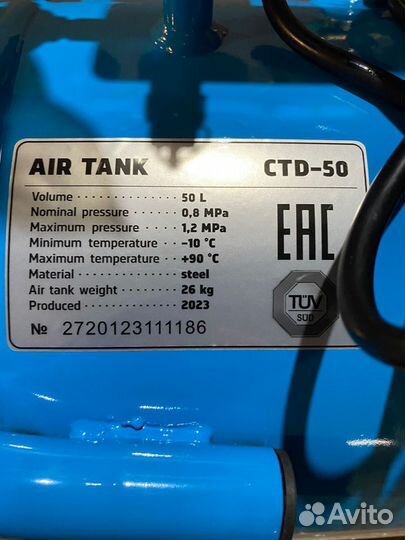 AIR TANK CTD-50
Volume 50 L
Nominal pressure 0,8 MPa
Maximum pressure 1,2 MPa
Minimum temperature -10 °C
Maximum temperature +90 °C
Material steel
Air tank weight 26 kg
Produced 2023
№ 2720123111186
EAC
TÜV
SÜD
Avito